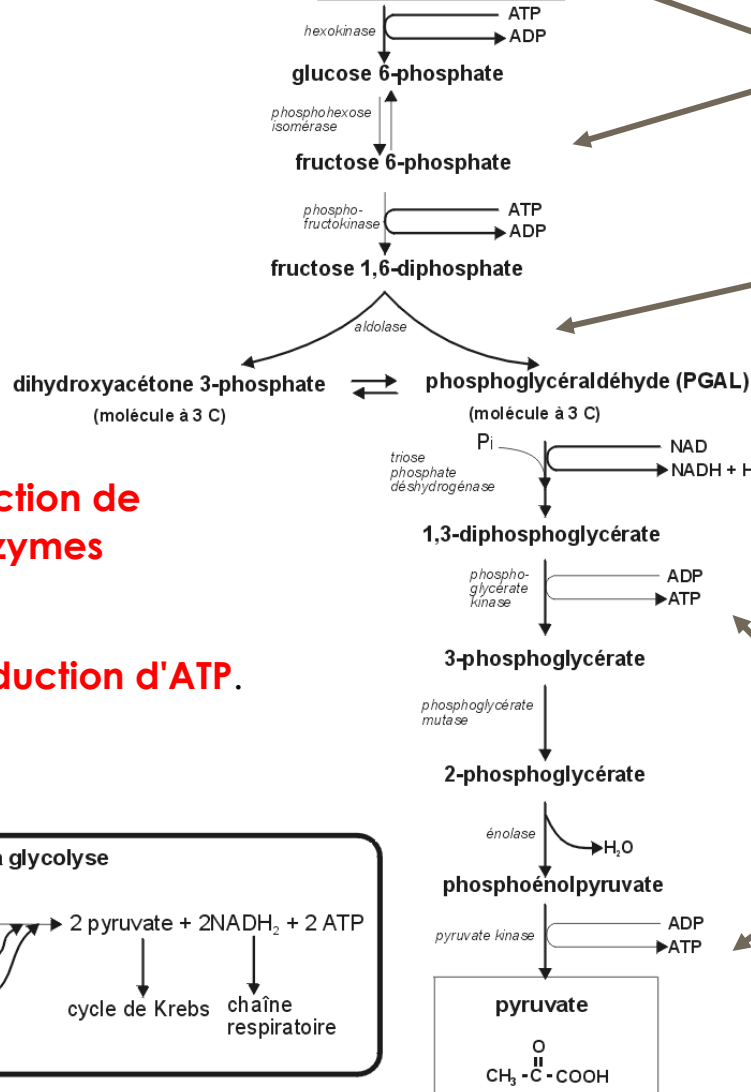 ATP
hexokinase
ADP
glucose 6-phosphate
phosphohexose
isomérase
fructose 6-phosphate
phospho-
fructokinase
ATP
ADP
fructose 1,6-diphosphate
aldolase
dihydroxyacétone 3-phosphate
(molécule à 3 C)
phosphoglycéraldéhyde (PGAL)
(molécule à 3 C)
Pi
triose
phosphate
déshydrogénase
NAD
NADH + H
ction de
zymes
1,3-diphosphoglycérate
phospho-
glycérate
kinase
ADP
ATP
3-phosphoglycérate
duction d'ATP.
phosphoglycérate
mutase
2-phosphoglycérate
énolase
H₂O
phosphoénolpyruvate
pyruvate kinase
ADP
ATP
pyruvate
O
CH₃ - C - COOH
a glycolyse
2 pyruvate + 2NADH₂ + 2 ATP
cycle de Krebs
chaîne
respiratoire